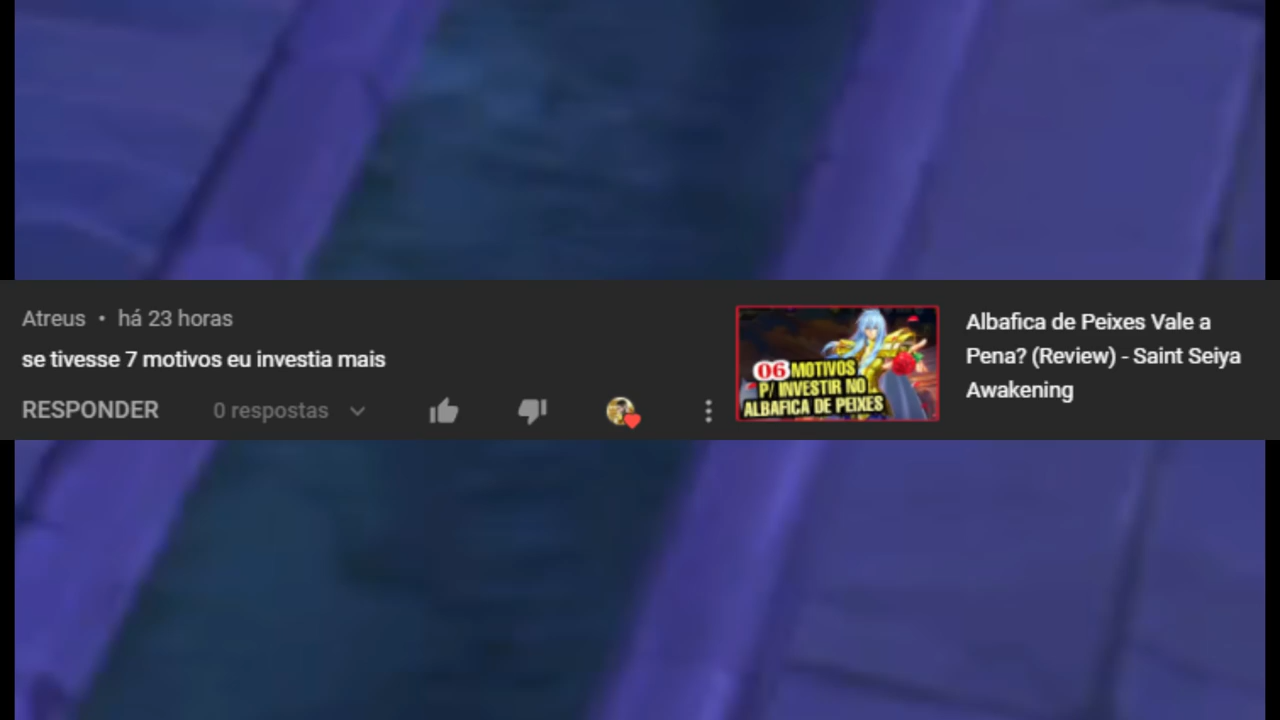 Atreus • há 23 horas
se tivesse 7 motivos eu investia mais
RESPONDER 0 respostas
06 MOTIVOS
P/ INVESTIR NO
ALBAFICA DE PEIXES
Albafica de Peixes Vale a
Pena? (Review) - Saint Seiya
Awakening